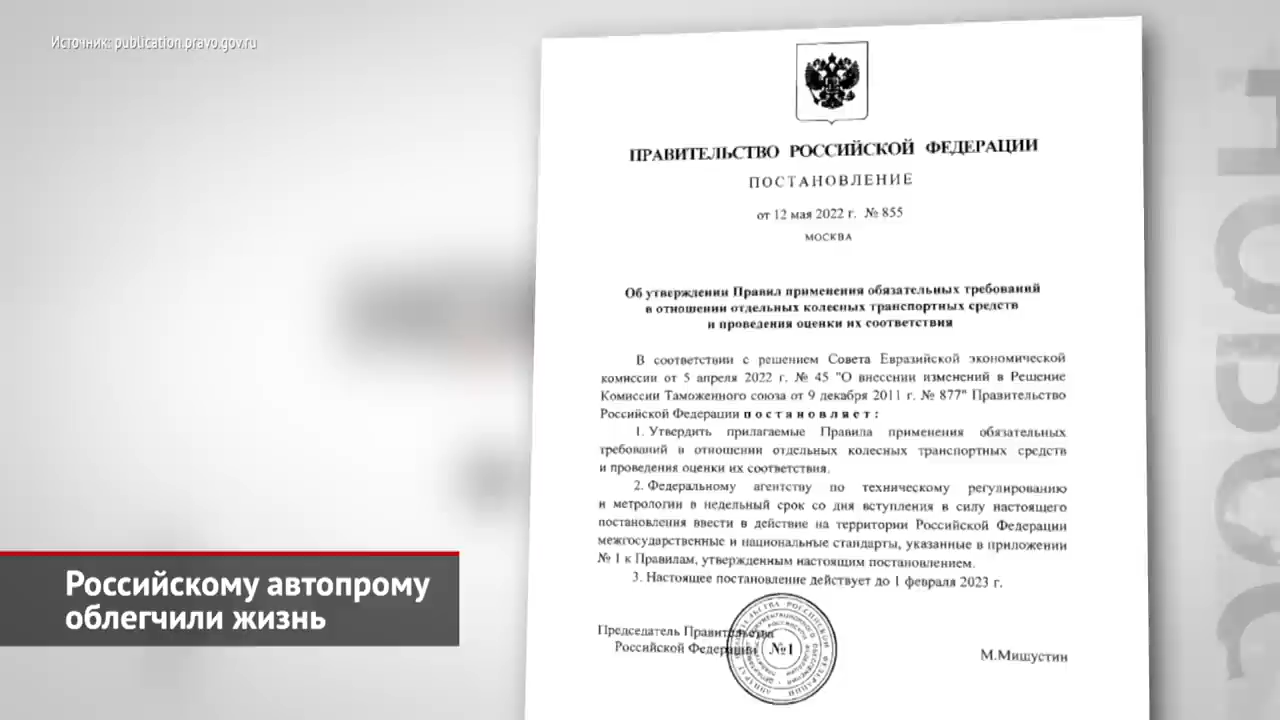 Источник: publication.pravo.gov.ru
ПРАВИТЕЛЬСТВО РОССИЙСКОЙ ФЕДЕРАЦИИ
ПОСТАНОВЛЕНИЕ
от 12 мая 2022 г. № 855
МОСКВА
Об утверждении Правил применения обязательных требований
в отношении отдельных колесных транспортных средств
и проведения оценки их соответствия
В соответствии с решением Совета Евразийской экономической
комиссии от 5 апреля 2022 г. № 45 "О внесении изменений в Решение
Комиссии Таможенного союза от 9 декабря 2011 г. № 877" Правительство
Российской Федерации постановляет:
1. Утвердить прилагаемые Правила применения обязательных
требований в отношении отдельных колесных транспортных средств
и проведения оценки их соответствия.
2. Федеральному агентству по техническому регулированию
и метрологии в недельный срок со дня вступления в силу настоящего
постановления ввести в действие на территории Российской Федерации
межгосударственные и национальные стандарты, указанные в приложении
№ 1 к Правилам, утвержденным настоящим постановлением.
3. Настоящее постановление действует до 1 февраля 2023 г.
Председатель Правительства
Российской Федерации
№1
М.Мишустин
Российскому автопрому
облегчили жизнь